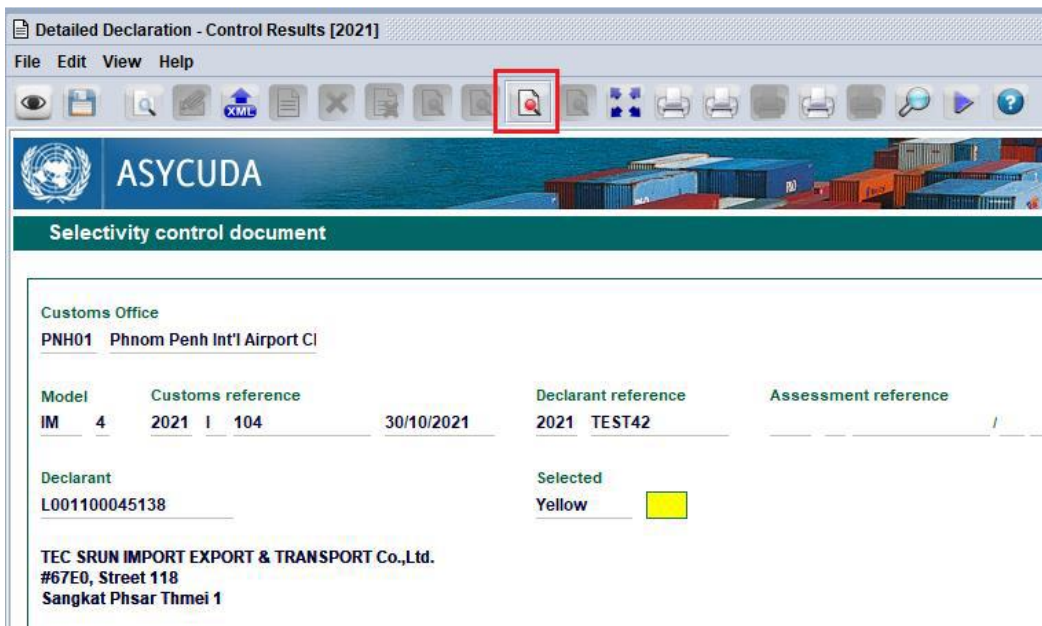 Detailed Declaration - Control Results [2021]
File Edit View Help
XML
?
ASYCUDA
P&O
Selectivity control document
Customs Office
PNH01 Phnom Penh Int'l Airport Cl
Model Customs reference Declarant reference Assessment reference
IM 4 2021 I 104 30/10/2021 2021 TEST42 /
Declarant Selected
L001100045138 Yellow
TEC SRUN IMPORT EXPORT & TRANSPORT Co.,Ltd.
#67E0, Street 118
Sangkat Phsar Thmei 1